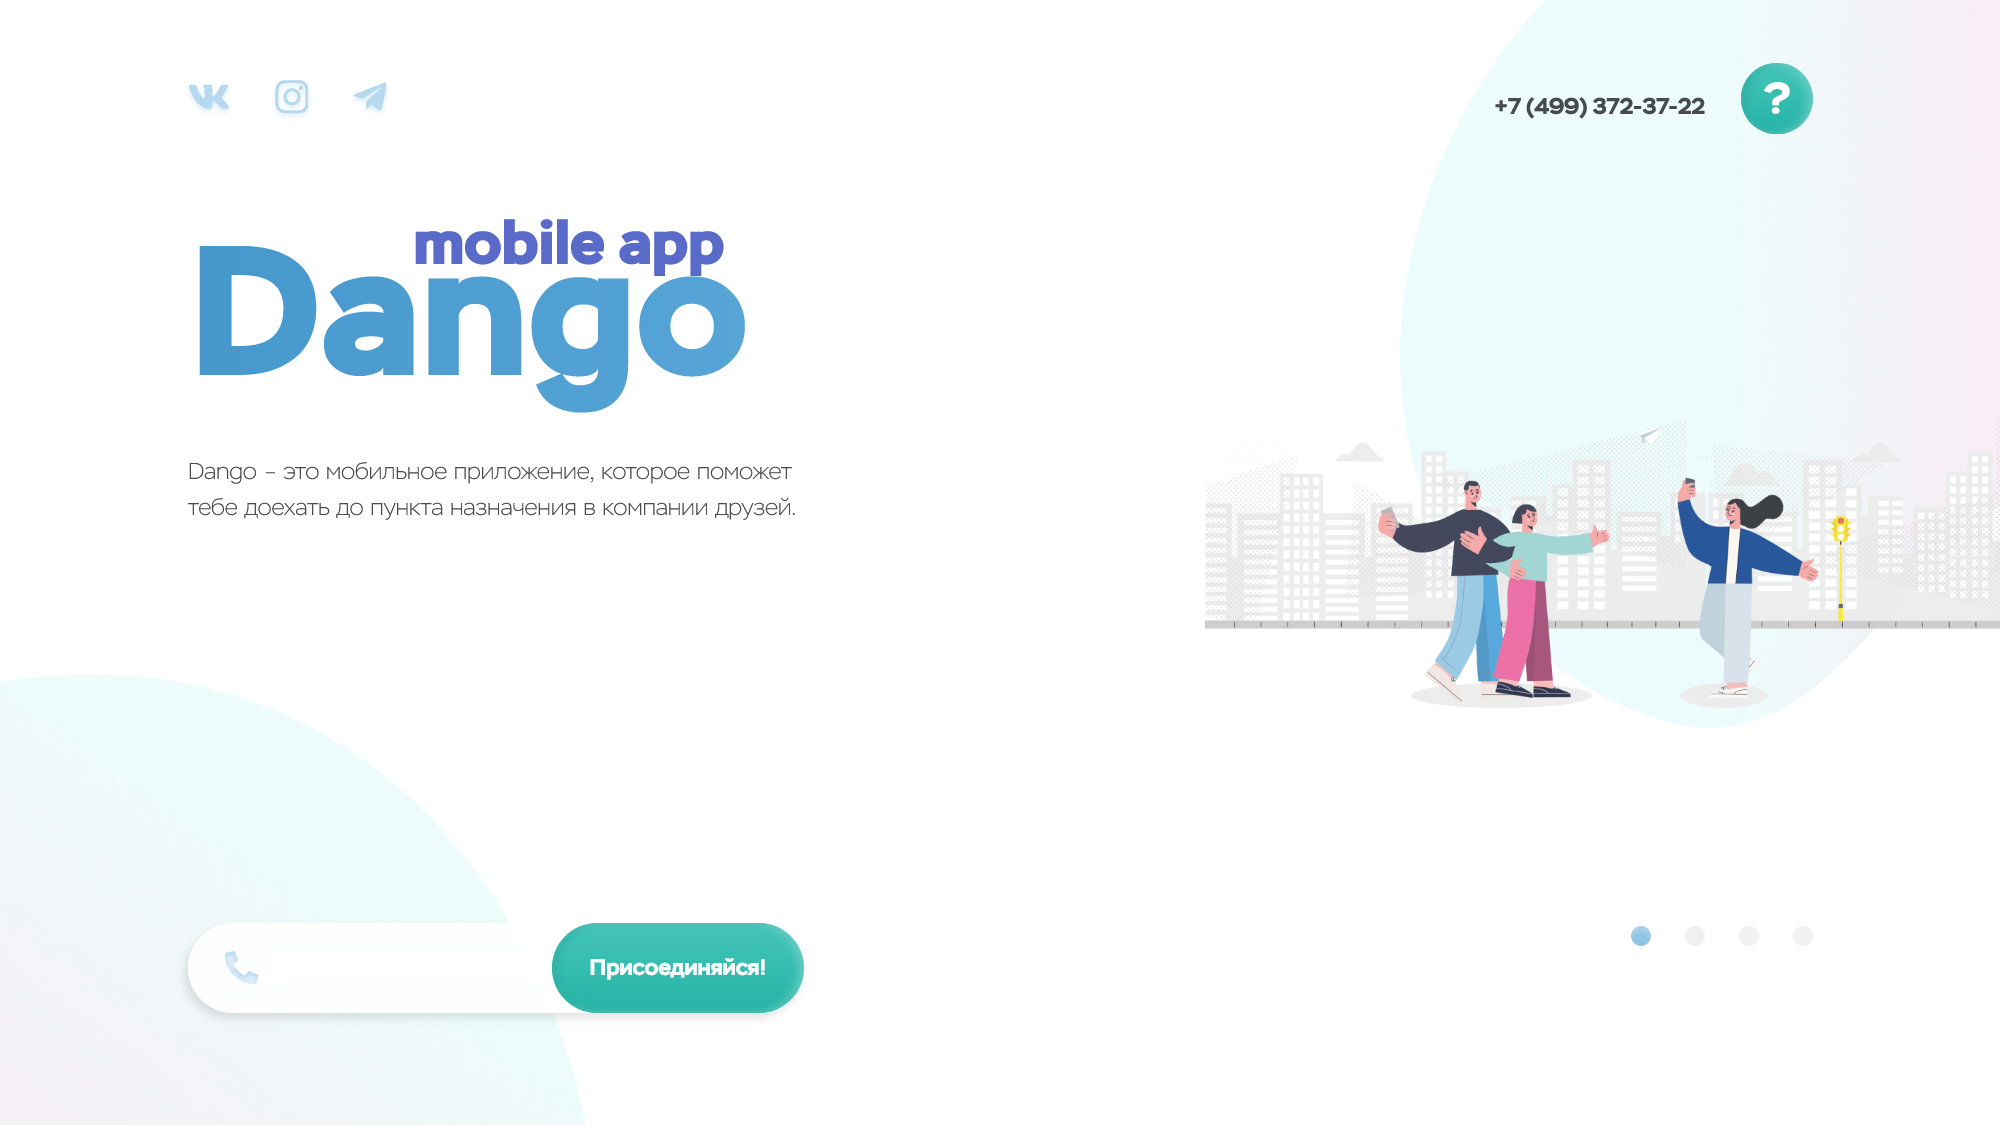 +7 (499) 372-37-22
?
mobile app
Dango
Dango – это мобильное приложение, которое поможет
тебе доехать до пункта назначения в компании друзей.
Присоединяйся!